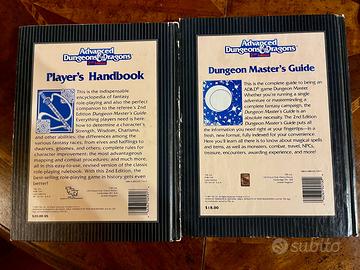 Advanced
Dungeons & Dragons
Player's Handbook
This is the indispensable
encyclopedia of fantasy
role-playing and also the perfect
companion to the referee's 2nd
Edition Dungeon Master's Guide.
Everything players need is here:
how to determine a character's
Strength, Wisdom, Charisma,
and other abilities; the differences among the
various fantasy races, from elves and halflings to
dwarves, gnomes, and others; complete rules for
character improvement; the most advantageous
mapping and combat procedures; and much more,
all in this easy-to-use, revised version of the classic
role-playing rulebook. With this 2nd Edition, the
best-selling role-playing game in history gets even
better!
$20.00 US
Advanced
Dungeons & Dragons
Dungeon Master's Guide
This is the complete guide to being
an AD&D® game Dungeon Master.
Whether you're running a single
adventure or masterminding a
complete fantasy campaign, the
Dungeon Master's Guide is an
absolute necessity. The 2nd Edition
Dungeon Master's Guide puts all
the information you need right at your fingertips—in a
fresh, new format, fully indexed for your convenience.
Here you'll learn all there is to know about magical spells
and items, as well as monsters, combat, travel, NPCs,
treasure, encounters, awarding experience, and more!
$18.00
subito